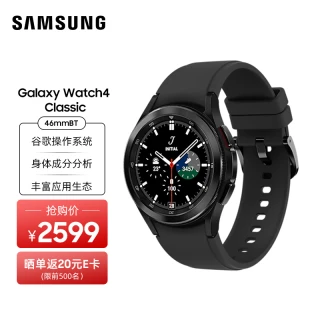 SAMSUNG
Galaxy Watch4
Classic
46mmBT
谷歌操作系统
身体成分分析
丰富应用生态
抢购价
¥2599
晒单返20元E卡
(限前500名)
100